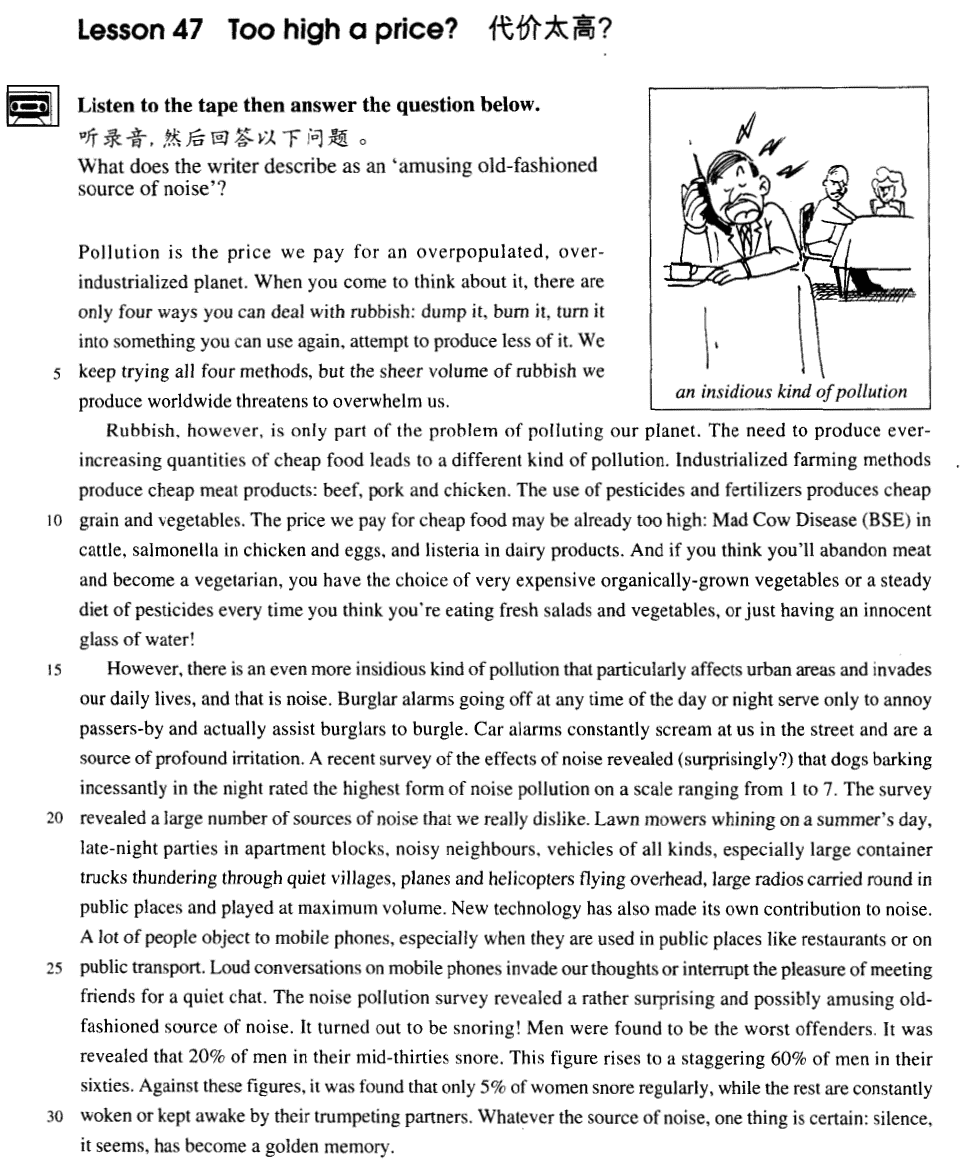 Lesson 47 Too high a price? 代价太高?
Listen to the tape then answer the question below.
听录音, 然后回答以下问题 。
What does the writer describe as an ‘amusing old-fashioned
source of noise’?
Pollution is the price we pay for an overpopulated, over-
industrialized planet. When you come to think about it, there are
only four ways you can deal with rubbish: dump it, burn it, turn it
into something you can use again, attempt to produce less of it. We
5 keep trying all four methods, but the sheer volume of rubbish we
produce worldwide threatens to overwhelm us.
an insidious kind of pollution
Rubbish, however, is only part of the problem of polluting our planet. The need to produce ever-
increasing quantities of cheap food leads to a different kind of pollution. Industrialized farming methods
produce cheap meat products: beef, pork and chicken. The use of pesticides and fertilizers produces cheap
10 grain and vegetables. The price we pay for cheap food may be already too high: Mad Cow Disease (BSE) in
cattle, salmonella in chicken and eggs, and listeria in dairy products. And if you think you’ll abandon meat
and become a vegetarian, you have the choice of very expensive organically-grown vegetables or a steady
diet of pesticides every time you think you’re eating fresh salads and vegetables, or just having an innocent
glass of water!
15 However, there is an even more insidious kind of pollution that particularly affects urban areas and invades
our daily lives, and that is noise. Burglar alarms going off at any time of the day or night serve only to annoy
passers-by and actually assist burglars to burgle. Car alarms constantly scream at us in the street and are a
source of profound irritation. A recent survey of the effects of noise revealed (surprisingly?) that dogs barking
incessantly in the night rated the highest form of noise pollution on a scale ranging from 1 to 7. The survey
20 revealed a large number of sources of noise that we really dislike. Lawn mowers whining on a summer’s day,
late-night parties in apartment blocks, noisy neighbours, vehicles of all kinds, especially large container
trucks thundering through quiet villages, planes and helicopters flying overhead, large radios carried round in
public places and played at maximum volume. New technology has also made its own contribution to noise.
A lot of people object to mobile phones, especially when they are used in public places like restaurants or on
25 public transport. Loud conversations on mobile phones invade our thoughts or interrupt the pleasure of meeting
friends for a quiet chat. The noise pollution survey revealed a rather surprising and possibly amusing old-
fashioned source of noise. It turned out to be snoring! Men were found to be the worst offenders. It was
revealed that 20% of men in their mid-thirties snore. This figure rises to a staggering 60% of men in their
sixties. Against these figures, it was found that only 5% of women snore regularly, while the rest are constantly
30 woken or kept awake by their trumpeting partners. Whatever the source of noise, one thing is certain: silence,
it seems, has become a golden memory.